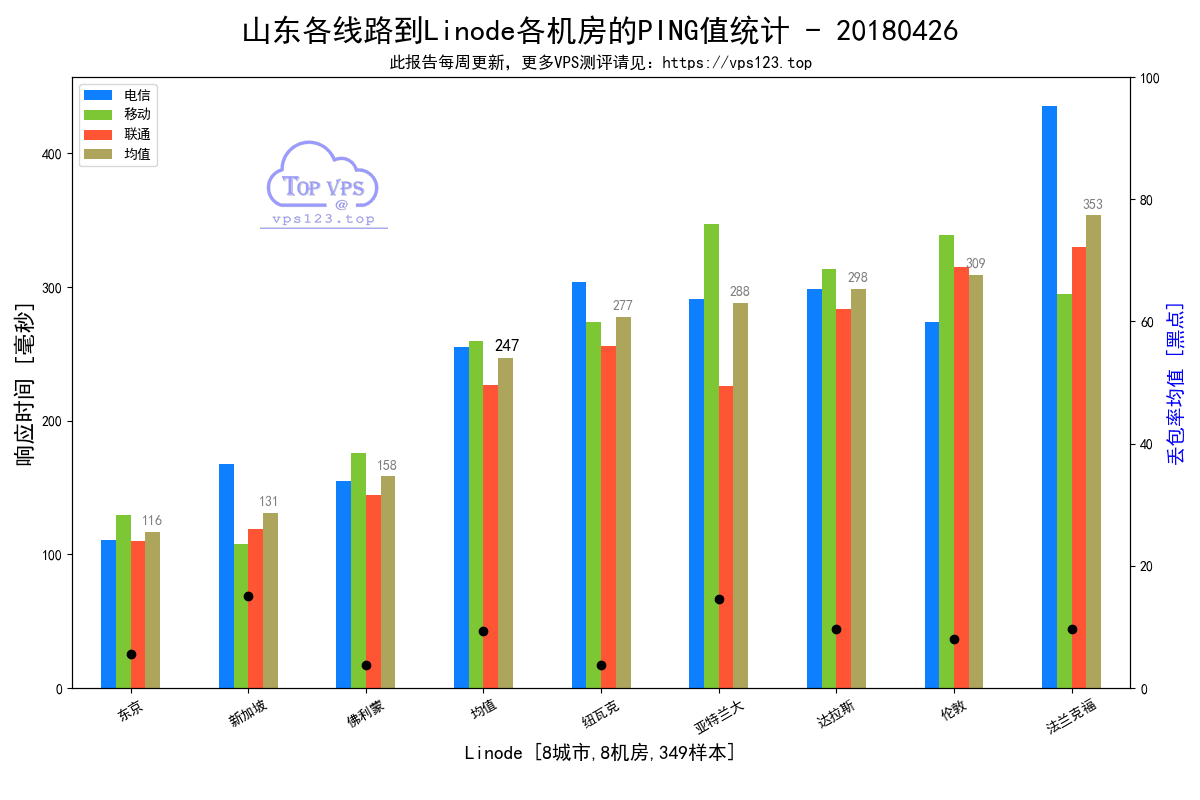 山东各线路到Linode各机房的PING值统计 - 20180426
此报告每周更新，更多VPS测评请见：https://vps123.top
电信
移动
联通
均值
TOP VPS
@
vps123.top
响应时间 [毫秒]
400
300
200
100
0
116
131
158
247
277
288
298
309
353
100
80
60
40
20
0
丢包率均值 [黑点]
东京
新加坡
佛利蒙
均值
纽瓦克
亚特兰大
达拉斯
伦敦
法兰克福
Linode [8城市,8机房,349样本]